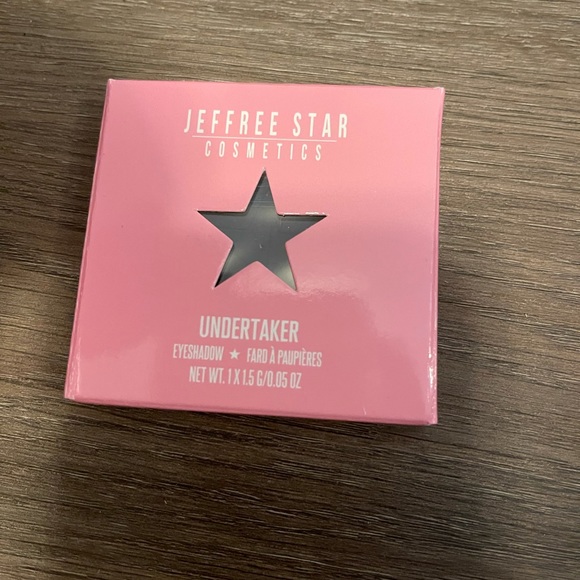 JEFFREE STAR
COSMETICS
UNDERTAKER
EYESHADOW ★ FARD À PAUPIÈRES
NET WT. 1 X 1.5 G/0.05 OZ